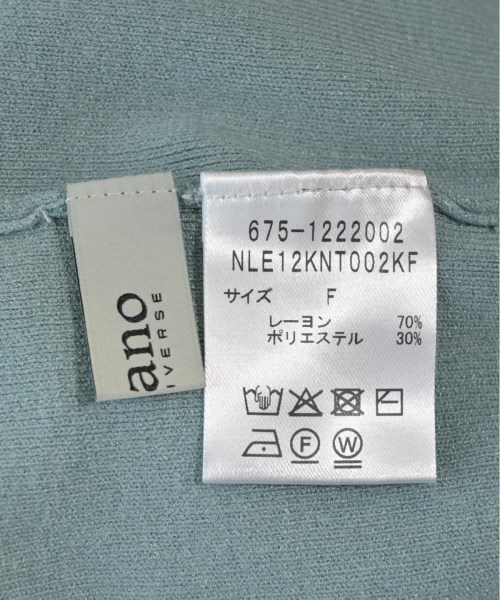 ano
IVERSE
675-1222002
NLE12KNT002KF
サイズ F
レーヨン 70%
ポリエステル 30%
F W